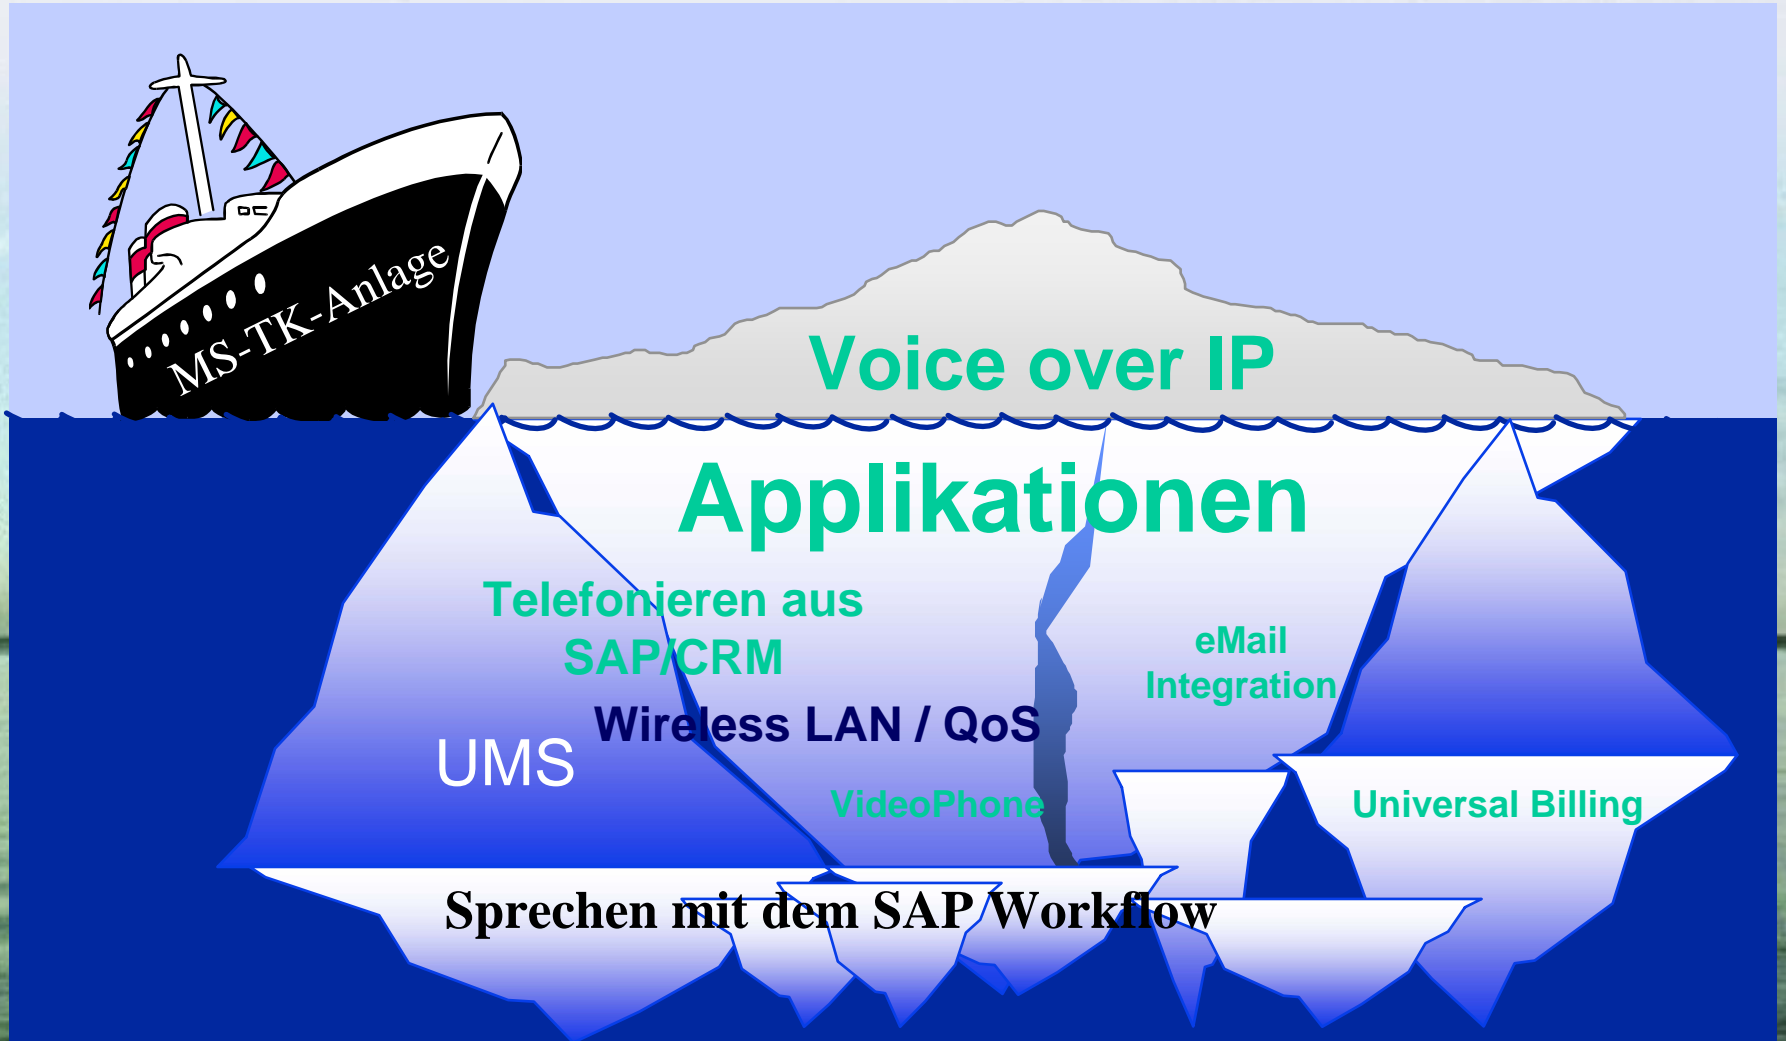 MS-TK-Anlage
Voice over IP
Applikationen
Telefonieren aus
SAP/CRM
eMail
Integration
Wireless LAN / QoS
UMS
VideoPhone
Universal Billing
Sprechen mit dem SAP Workflow